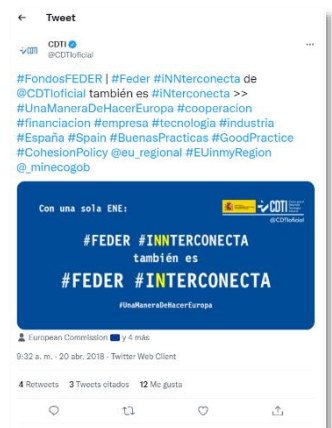 ← Tweet
CDTI
@CDTIoficial
#FondosFEDER | #Feder #iNNterconecta de
@CDTIoficial también es #iNterconecta >>
#UnaManeraDeHacerEuropa #cooperacion
#financiacion #empresa #tecnologia #industria
#España #Spain #BuenasPracticas #GoodPractice
#CohesionPolicy @eu_regional #EUinmyRegion
@_minecogob
Con una sola ENE:
CDTI
@CDTIoficial
#FEDER #INNTERCONECTA
también es
#FEDER #INTERCONECTA
#UnaManeraDeHacerEuropa
European Commission y 4 más
9:32 a. m. · 20 abr. 2018 · Twitter Web Client
4 Retweets 3 Tweets citados 12 Me gusta